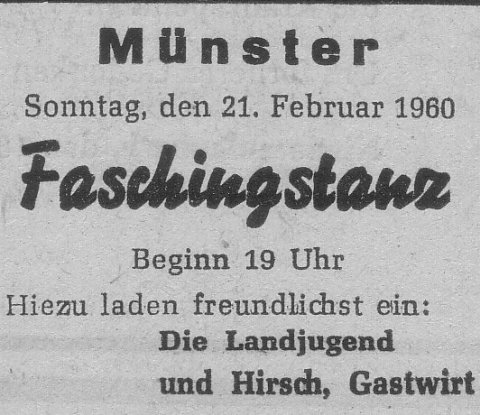 Münster
Sonntag, den 21. Februar 1960
Faschingstanz
Beginn 19 Uhr
Hiezu laden freundlichst ein:
Die Landjugend
und Hirsch, Gastwirt